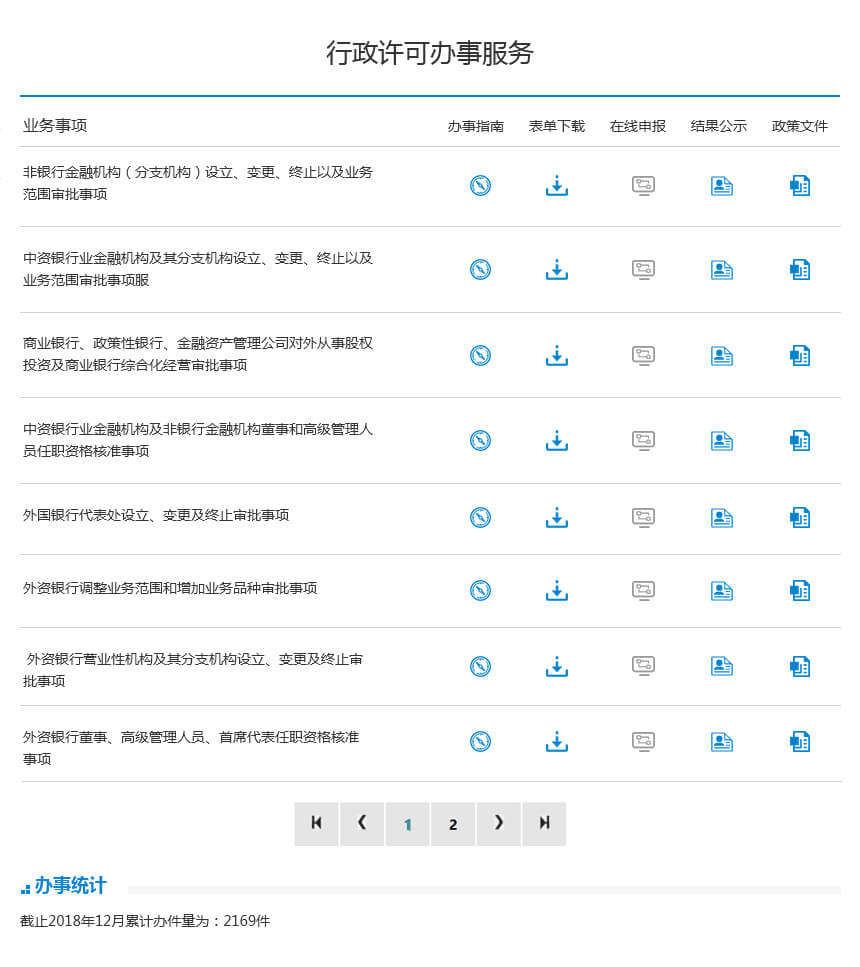 行政许可办事服务
业务事项 办事指南 表单下载 在线申报 结果公示 政策文件
非银行金融机构（分支机构）设立、变更、终止以及业务
范围审批事项
中资银行业金融机构及其分支机构设立、变更、终止以及
业务范围审批事项服
商业银行、政策性银行、金融资产管理公司对外从事股权
投资及商业银行综合化经营审批事项
中资银行业金融机构及非银行金融机构董事和高级管理人
员任职资格核准事项
外国银行代表处设立、变更及终止审批事项
外资银行调整业务范围和增加业务品种审批事项
外资银行营业性机构及其分支机构设立、变更及终止审
批事项
外资银行董事、高级管理人员、首席代表任职资格核准
事项
1 2
办事统计
截止2018年12月累计办件量为：2169件